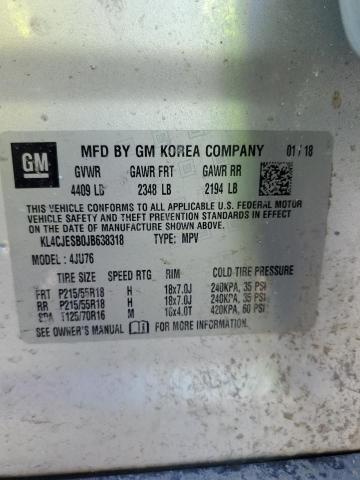 GM
MFD BY GM KOREA COMPANY 01/18
GVWR GAWR FRT GAWR RR
4409 LB 2348 LB 2194 LB
THIS VEHICLE CONFORMS TO ALL APPLICABLE U.S. FEDERAL MOTOR
VEHICLE SAFETY, BUMPER, AND THEFT PREVENTION STANDARDS
IN EFFECT ON THE DATE OF MANUFACTURE SHOWN ABOVE.
KL4CJESB0JB638318 TYPE: MPV
MODEL: 4JU76
TIRE SIZE SPEED RTG RIM COLD TIRE PRESSURE
FRT P215/55R18 H 18x7.0J 240KPA, 35 PSI
RR P215/55R18 H 18x7.0J 240KPA, 35 PSI
SPA T125/70R16 M 16x4.0T 420KPA, 60 PSI
SEE OWNER'S MANUAL FOR ADDITIONAL INFORMATION.